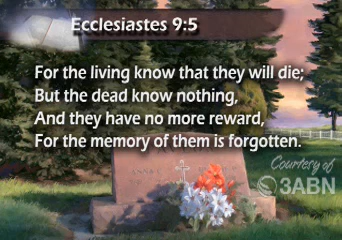 Ecclesiastes 9:5
For the living know that they will die;
But the dead know nothing,
And they have no more reward,
For the memory of them is forgotten.
Courtesy of
3ABN